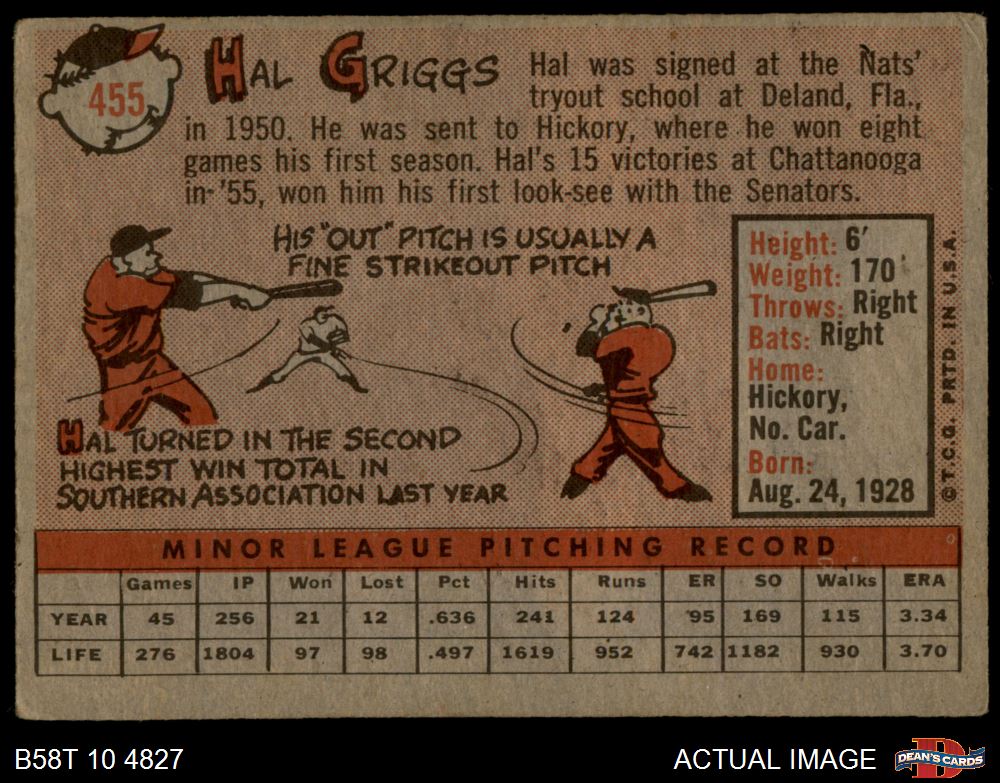 455
HAL GRIGGS
Hal was signed at the Nats'
tryout school at Deland, Fla.,
in 1950. He was sent to Hickory, where he won eight
games his first season. Hal's 15 victories at Chattanooga
in '55, won him his first look-see with the Senators.
HIS "OUT" PITCH IS USUALLY A
FINE STRIKEOUT PITCH
HAL TURNED IN THE SECOND
HIGHEST WIN TOTAL IN
SOUTHERN ASSOCIATION LAST YEAR
Height: 6'
Weight: 170
Throws: Right
Bats: Right
Home:
Hickory,
No. Car.
Born:
Aug. 24, 1928
©T.C.G. PRTD. IN U.S.A.
MINOR LEAGUE PITCHING RECORD
Games IP Won Lost Pct Hits Runs ER SO Walks ERA
YEAR 45 256 21 12 .636 241 124 95 169 115 3.34
LIFE 276 1804 97 98 .497 1619 952 742 1182 930 3.70
B58T 10 4827
ACTUAL IMAGE
D
DEAN'S CARDS